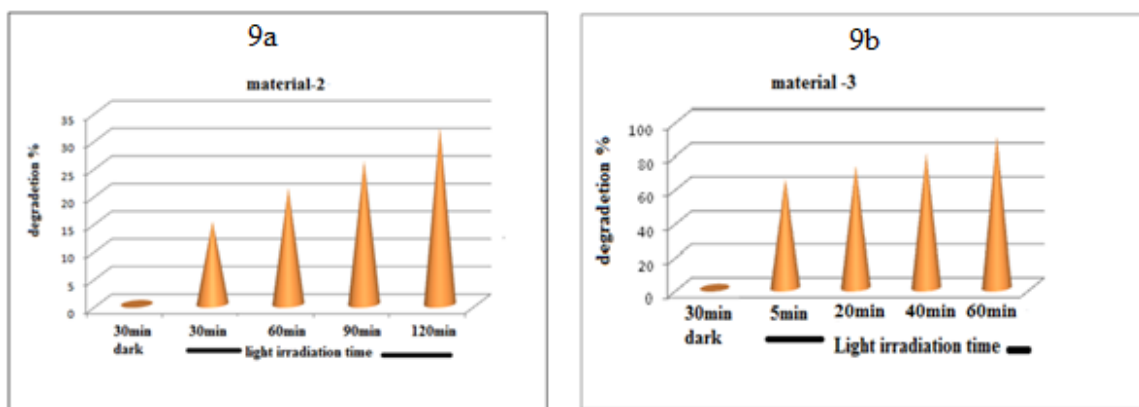 9a
material-2
degradetion %
35
30
25
20
15
10
5
0
30min dark
30min
60min
90min
120min
light irradiation time
9b
material -3
degradetion %
100
80
60
40
20
0
30min dark
5min
20min
40min
60min
Light irradiation time